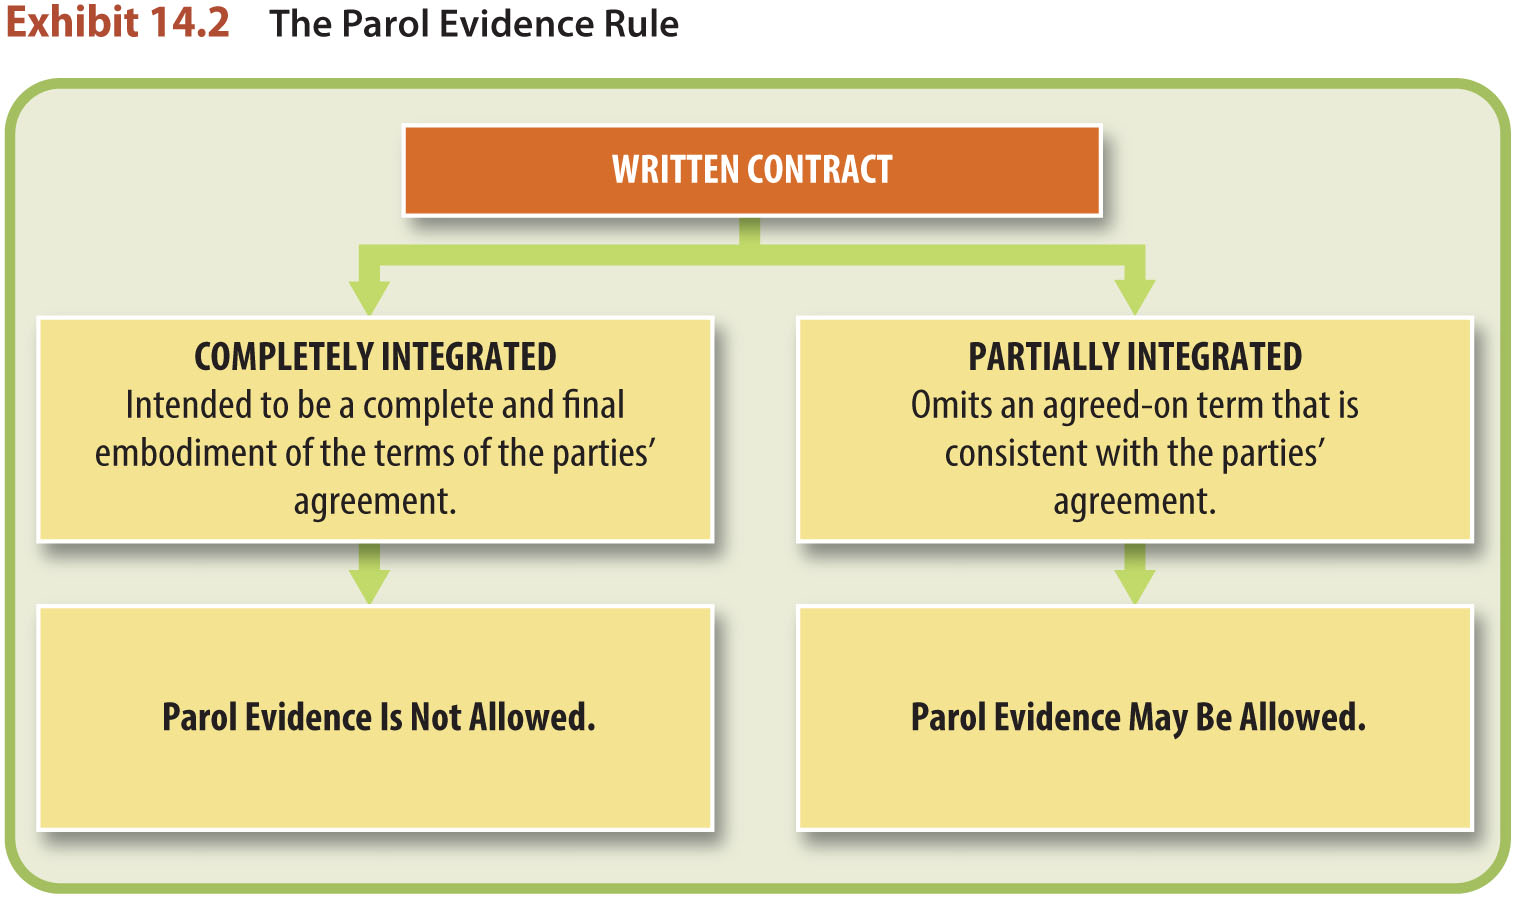 Exhibit 14.2 The Parol Evidence Rule
WRITTEN CONTRACT
COMPLETELY INTEGRATED
Intended to be a complete and final
embodiment of the terms of the parties’
agreement.
PARTIALLY INTEGRATED
Omits an agreed-on term that is
consistent with the parties’
agreement.
Parol Evidence Is Not Allowed.
Parol Evidence May Be Allowed.